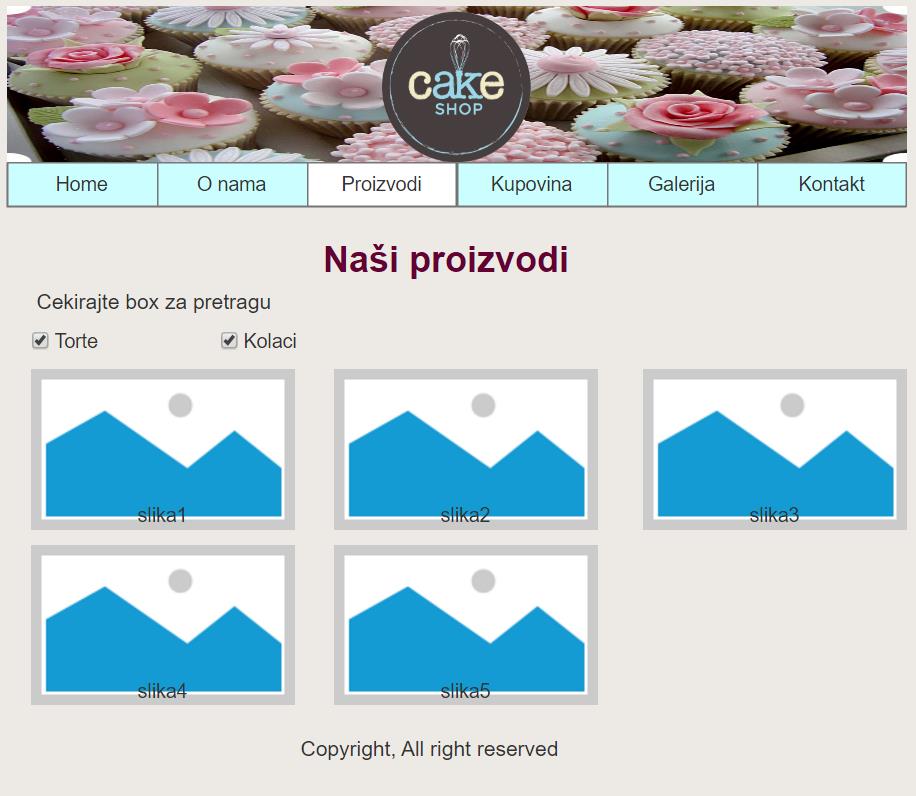 cake
SHOP
Home O nama Proizvodi Kupovina Galerija Kontakt
Naši proizvodi
Cekirajte box za pretragu
Torte Kolaci
slika1 slika2 slika3
slika4 slika5
Copyright, All right reserved